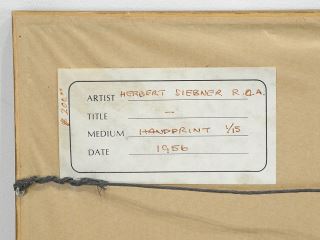 ARTIST HERBERT SIEBNER R.C.A.
TITLE —
MEDIUM HANDPRINT 1/15
DATE 1956